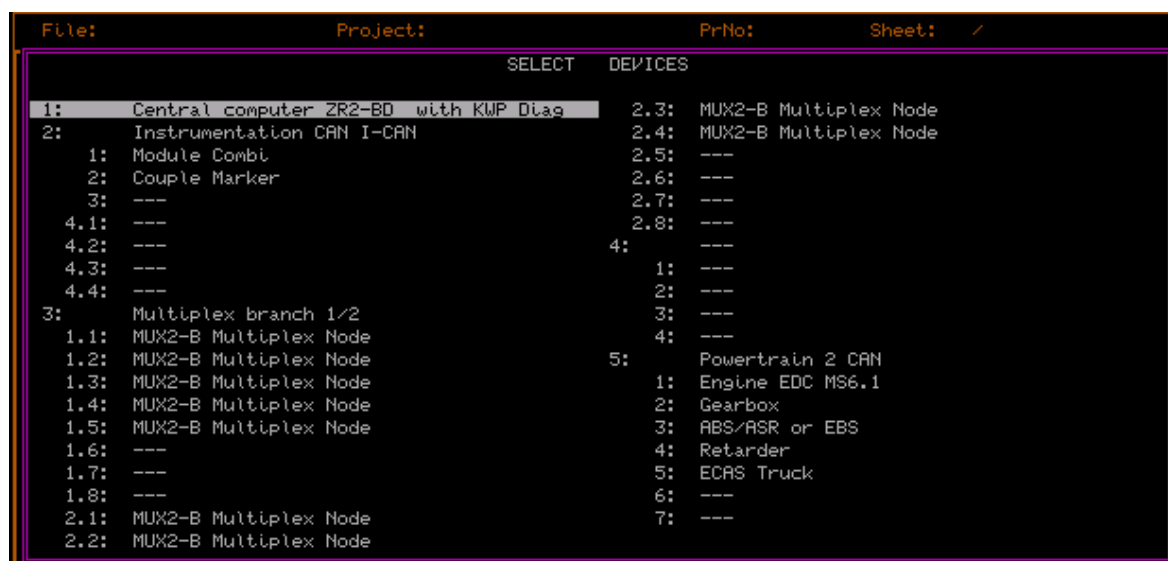 File: Project: PrNo: Sheet: /
SELECT DEVICES
1: Central computer ZR2-BD with KWP Diag
2: Instrumentation CAN I-CAN
1: Module Combi
2: Couple Marker
3: ---
4.1: ---
4.2: ---
4.3: ---
4.4: ---
3: Multiplex branch 1/2
1.1: MUX2-B Multiplex Node
1.2: MUX2-B Multiplex Node
1.3: MUX2-B Multiplex Node
1.4: MUX2-B Multiplex Node
1.5: MUX2-B Multiplex Node
1.6: ---
1.7: ---
1.8: ---
2.1: MUX2-B Multiplex Node
2.2: MUX2-B Multiplex Node
2.3: MUX2-B Multiplex Node
2.4: MUX2-B Multiplex Node
2.5: ---
2.6: ---
2.7: ---
2.8: ---
4: ---
1: ---
2: ---
3: ---
4: ---
5: Powertrain 2 CAN
1: Engine EDC MS6.1
2: Gearbox
3: ABS/ASR or EBS
4: Retarder
5: ECAS Truck
6: ---
7: ---